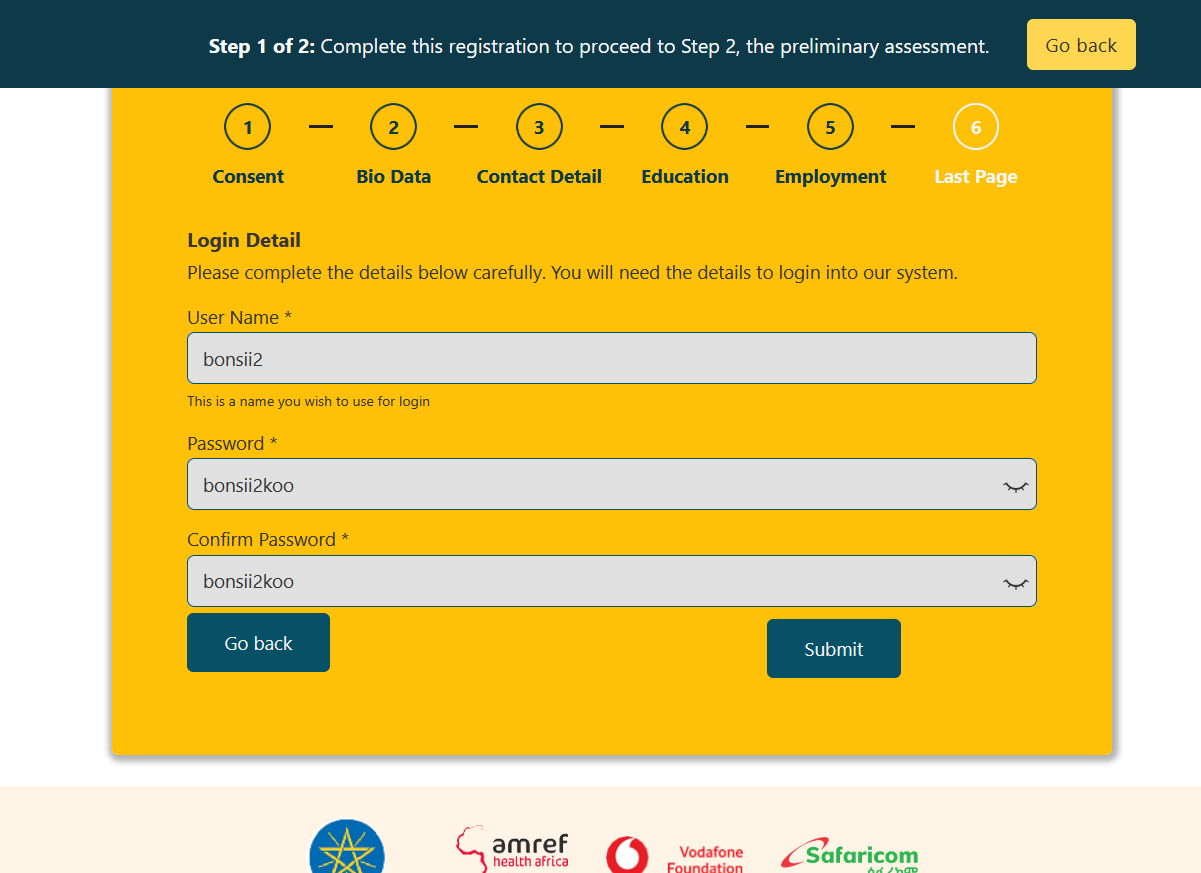 Step 1 of 2: Complete this registration to proceed to Step 2, the preliminary assessment.
Go back
1 2 3 4 5 6
Consent Bio Data Contact Detail Education Employment Last Page
Login Detail
Please complete the details below carefully. You will need the details to login into our system.
User Name *
bonsii2
This is a name you wish to use for login
Password *
bonsii2koo
Confirm Password *
bonsii2koo
Go back
Submit
amref
health africa
Vodafone
Foundation
Safaricom